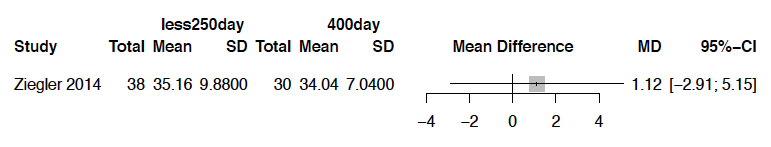 less250day 400day
Study Total Mean SD Total Mean SD Mean Difference MD 95%−CI
Ziegler 2014 38 35.16 9.8800 30 34.04 7.0400 1.12 [−2.91; 5.15]
−4 −2 0 2 4